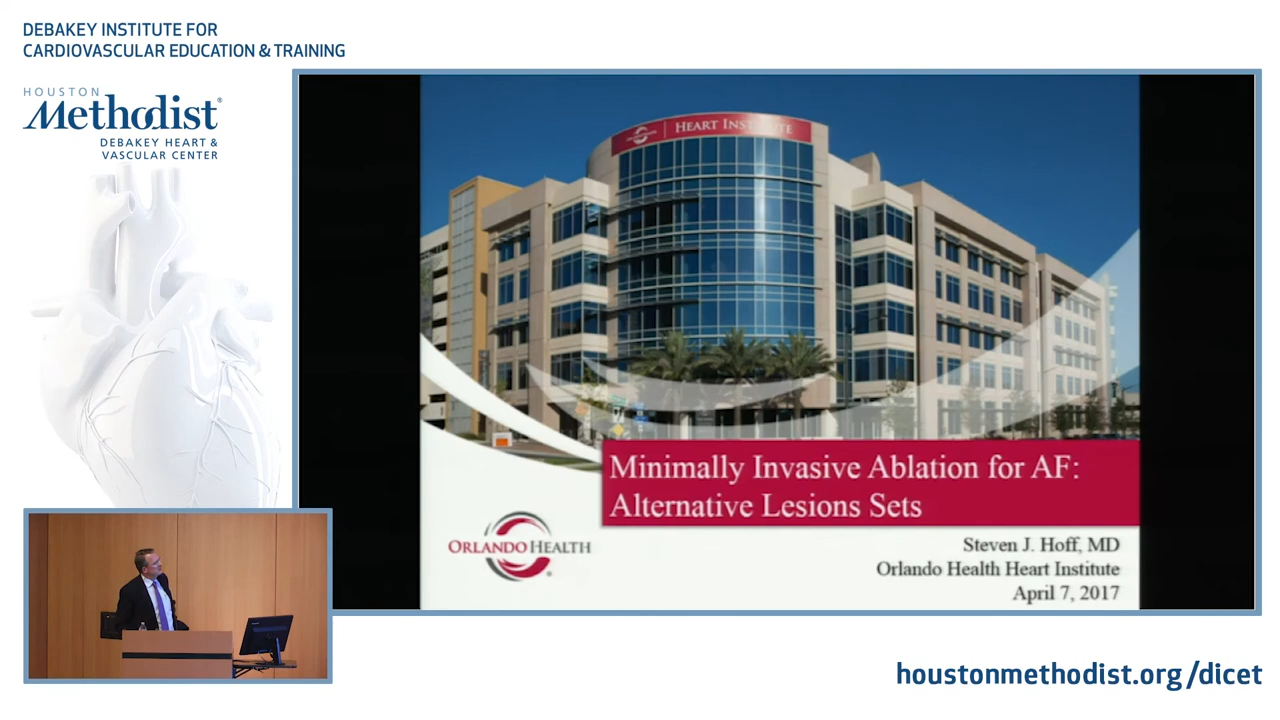 DEBAKEY INSTITUTE FOR
CARDIOVASCULAR EDUCATION & TRAINING
HOUSTON
Methodist®
DEBAKEY HEART &
VASCULAR CENTER
HEART INSTITUTE
Minimally Invasive Ablation for AF:
Alternative Lesions Sets
ORLANDO HEALTH®
Steven J. Hoff, MD
Orlando Health Heart Institute
April 7, 2017
houstonmethodist.org/dicet